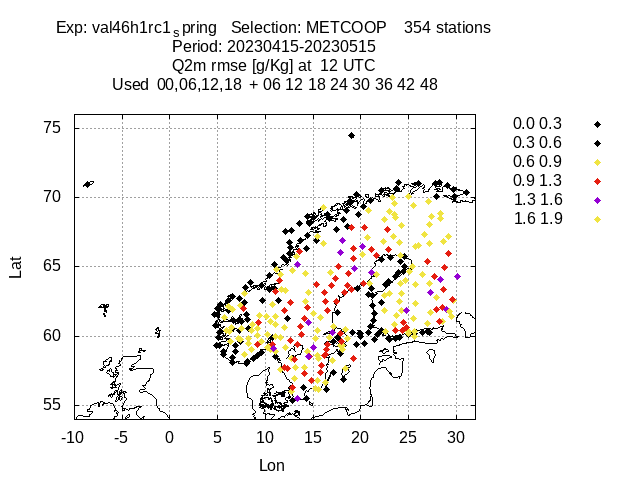 Exp: val46h1rc1spring Selection: METCOOP 354 stations
Period: 20230415-20230515
Q2m rmse [g/Kg] at 12 UTC
Used 00,06,12,18 + 06 12 18 24 30 36 42 48
75
70
65
60
55
Lat
-10 -5 0 5 10 15 20 25 30
Lon
0.0 0.3
0.3 0.6
0.6 0.9
0.9 1.3
1.3 1.6
1.6 1.9